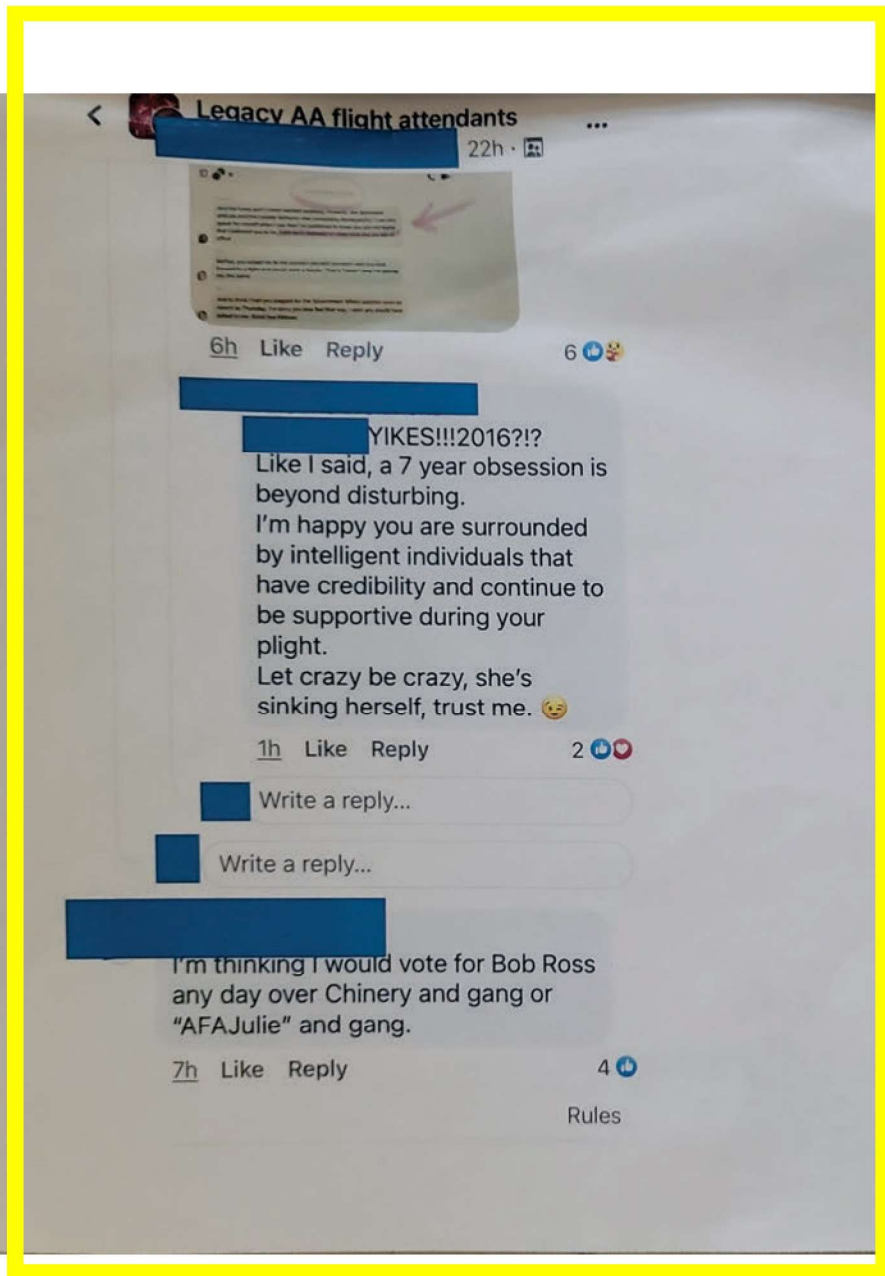 Legacy AA flight attendants
22h
6h Like Reply 6
YIKES!!!2016?!?
Like I said, a 7 year obsession is
beyond disturbing.
I'm happy you are surrounded
by intelligent individuals that
have credibility and continue to
be supportive during your
plight.
Let crazy be crazy, she's
sinking herself, trust me. 😉
1h Like Reply 2
Write a reply...
Write a reply...
I'm thinking I would vote for Bob Ross
any day over Chinery and gang or
“AFAJulie” and gang.
7h Like Reply 4
Rules